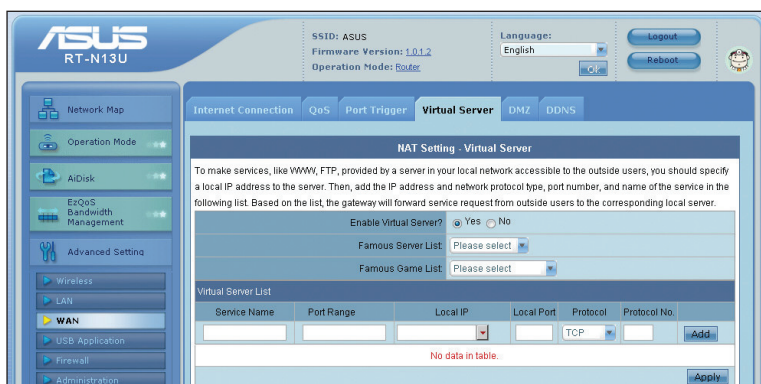 ASUS
RT-N13U
SSID: ASUS
Firmware Version: 1.0.1.2
Operation Mode: Router
Language:
English
OK
Logout
Reboot
Network Map
Operation Mode
AiDisk
EzQoS
Bandwidth
Management
Advanced Setting
Wireless
LAN
WAN
USB Application
Firewall
Administration
Internet Connection QoS Port Trigger Virtual Server DMZ DDNS
NAT Setting - Virtual Server
To make services, like WWW, FTP, provided by a server in your local network accessible to the outside users, you should specify
a local IP address to the server. Then, add the IP address and network protocol type, port number, and name of the service in the
following list. Based on the list, the gateway will forward service request from outside users to the corresponding local server.
Enable Virtual Server? Yes No
Famous Server List: Please select
Famous Game List: Please select
Virtual Server List
Service Name Port Range Local IP Local Port Protocol Protocol No.
TCP Add
No data in table.
Apply